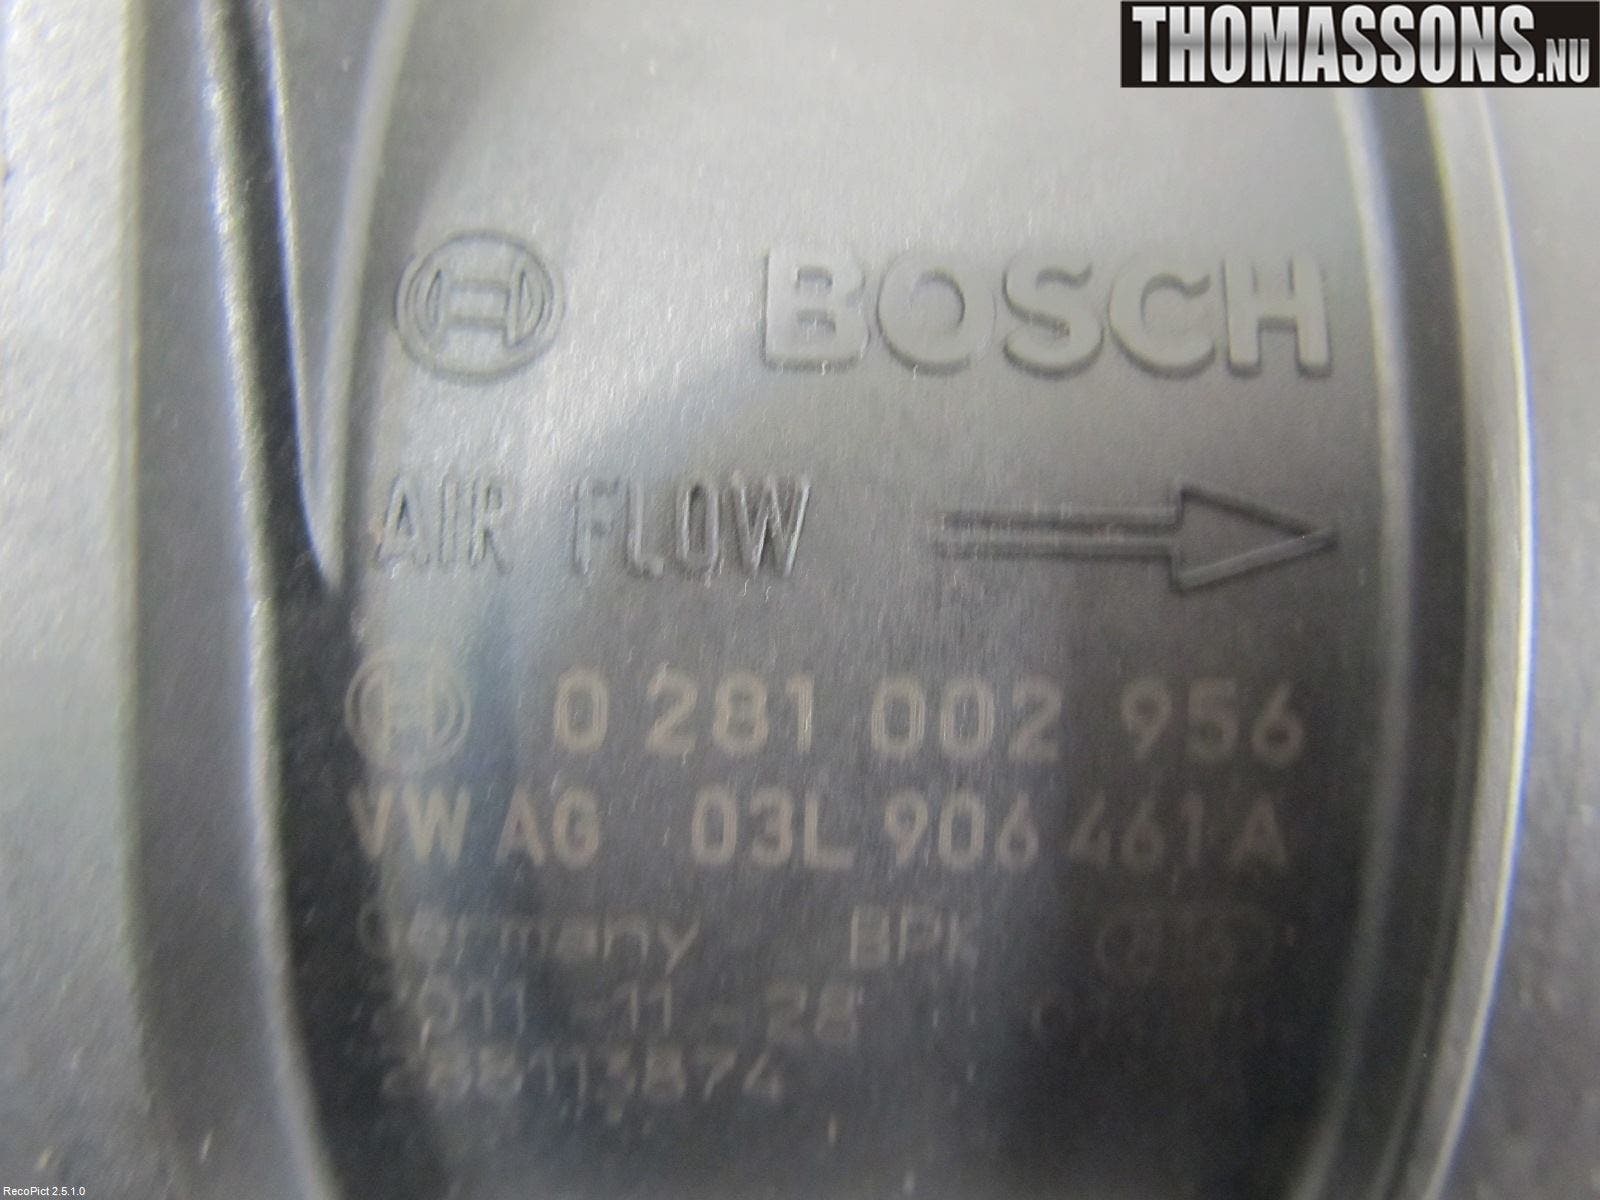 THOMASSONS.NU
BOSCH
AIR FLOW
0 281 002 956
VW AG 03L 906 461 A
Germany BPK
2011-11-28
RecoPict 2.5.1.0